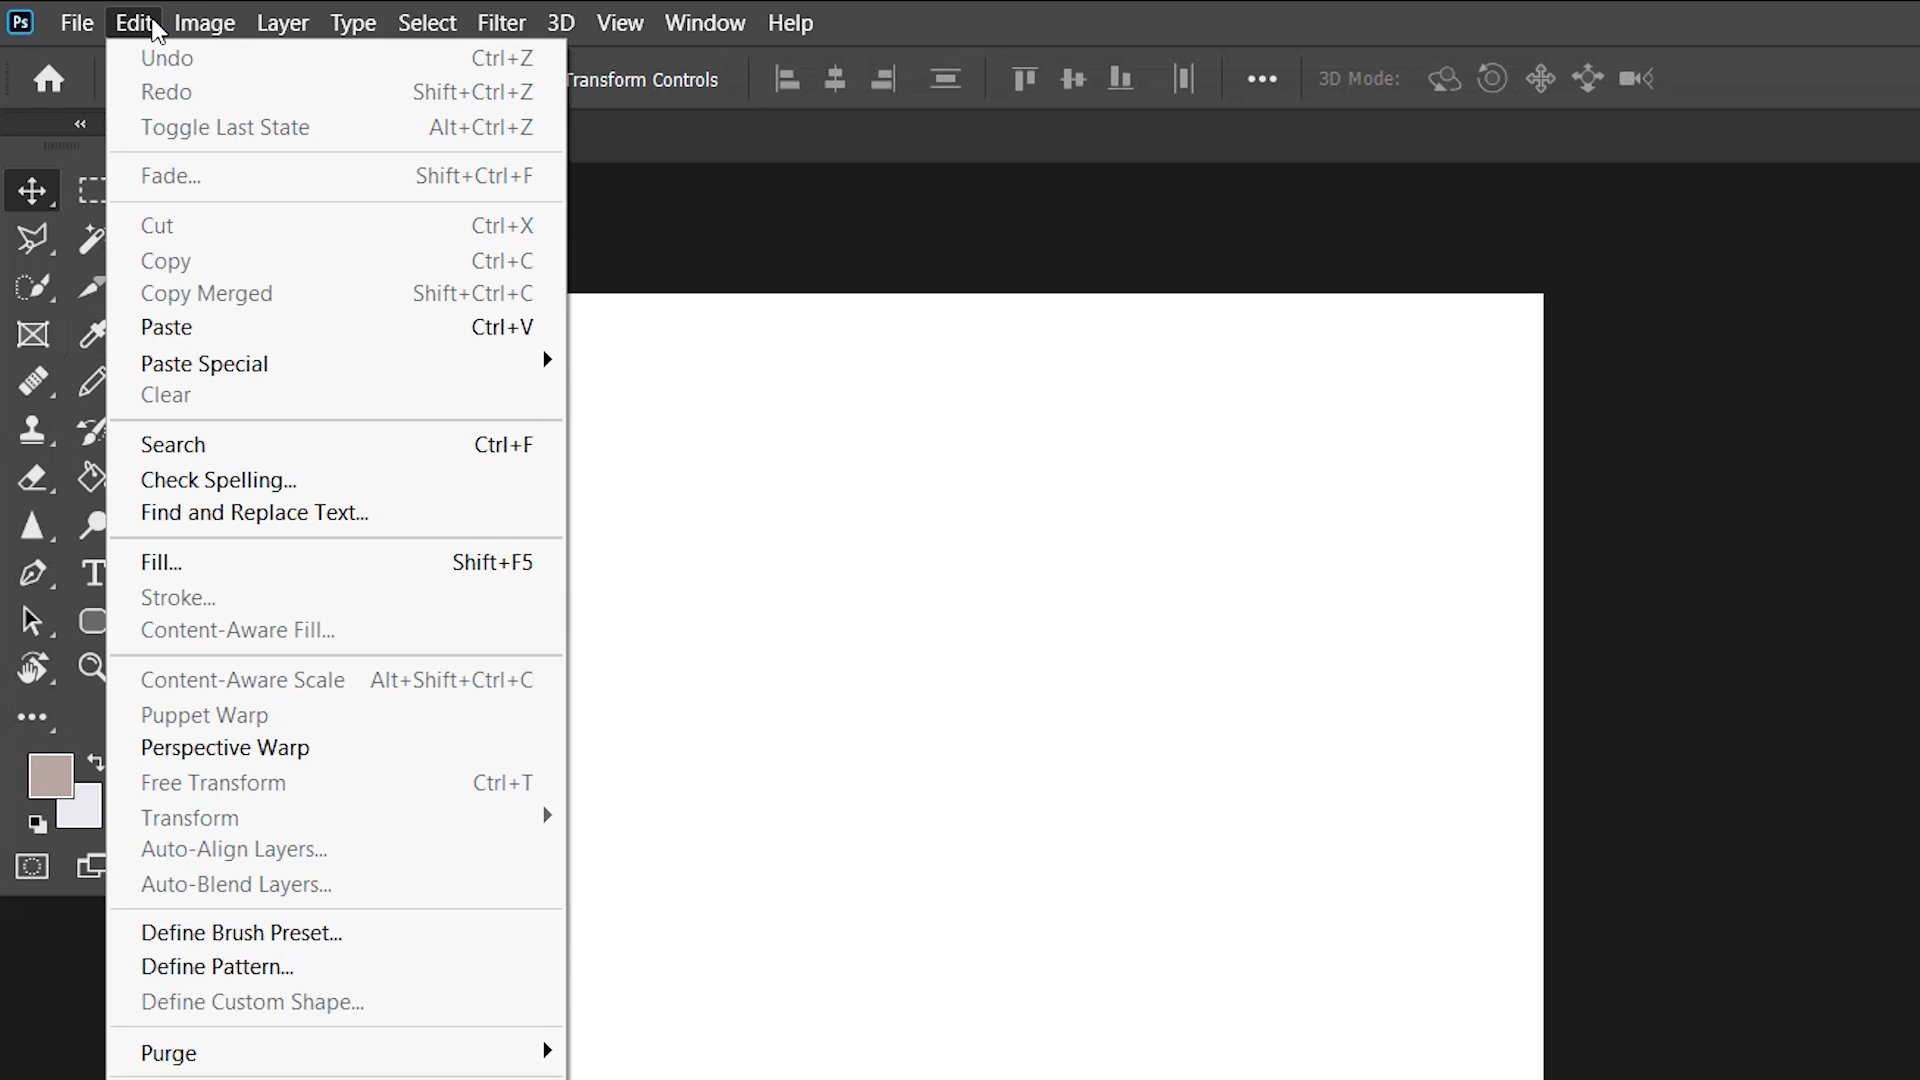 Ps File Edit Image Layer Type Select Filter 3D View Window Help
Transform Controls 3D Mode:
Undo Ctrl+Z
Redo Shift+Ctrl+Z
Toggle Last State Alt+Ctrl+Z
Fade... Shift+Ctrl+F
Cut Ctrl+X
Copy Ctrl+C
Copy Merged Shift+Ctrl+C
Paste Ctrl+V
Paste Special
Clear
Search Ctrl+F
Check Spelling...
Find and Replace Text...
Fill... Shift+F5
Stroke...
Content-Aware Fill...
Content-Aware Scale Alt+Shift+Ctrl+C
Puppet Warp
Perspective Warp
Free Transform Ctrl+T
Transform
Auto-Align Layers...
Auto-Blend Layers...
Define Brush Preset...
Define Pattern...
Define Custom Shape...
Purge